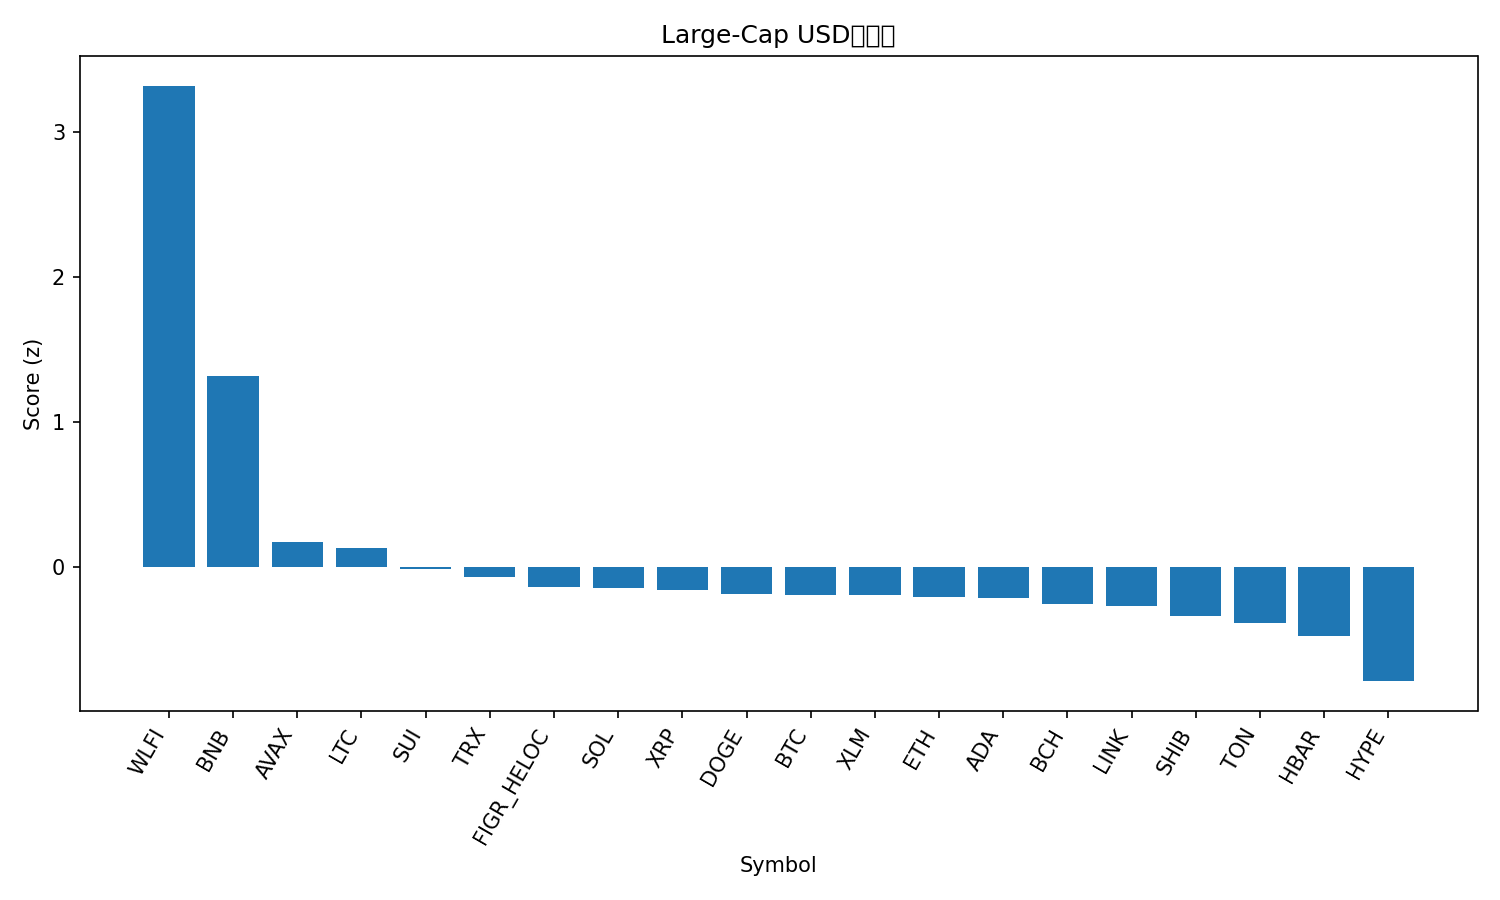 Large-Cap USD
3
2
1
0
Score (z)
WLFI
BNB
AVAX
LTC
SUI
TRX
FIGR_HELOC
SOL
XRP
DOGE
BTC
XLM
ETH
ADA
BCH
LINK
SHIB
TON
HBAR
HYPE
Symbol